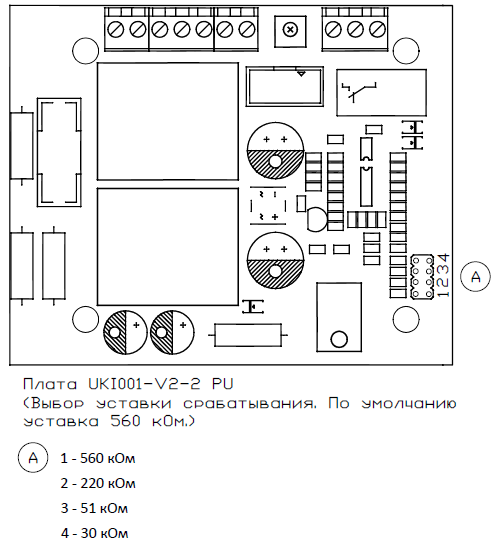 1234
A
Плата UKI001-V2-2 PU
(Выбор уставки срабатывания. По умолчанию
уставка 560 кОм.)
A
1 - 560 кОм
2 - 220 кОм
3 - 51 кОм
4 - 30 кОм